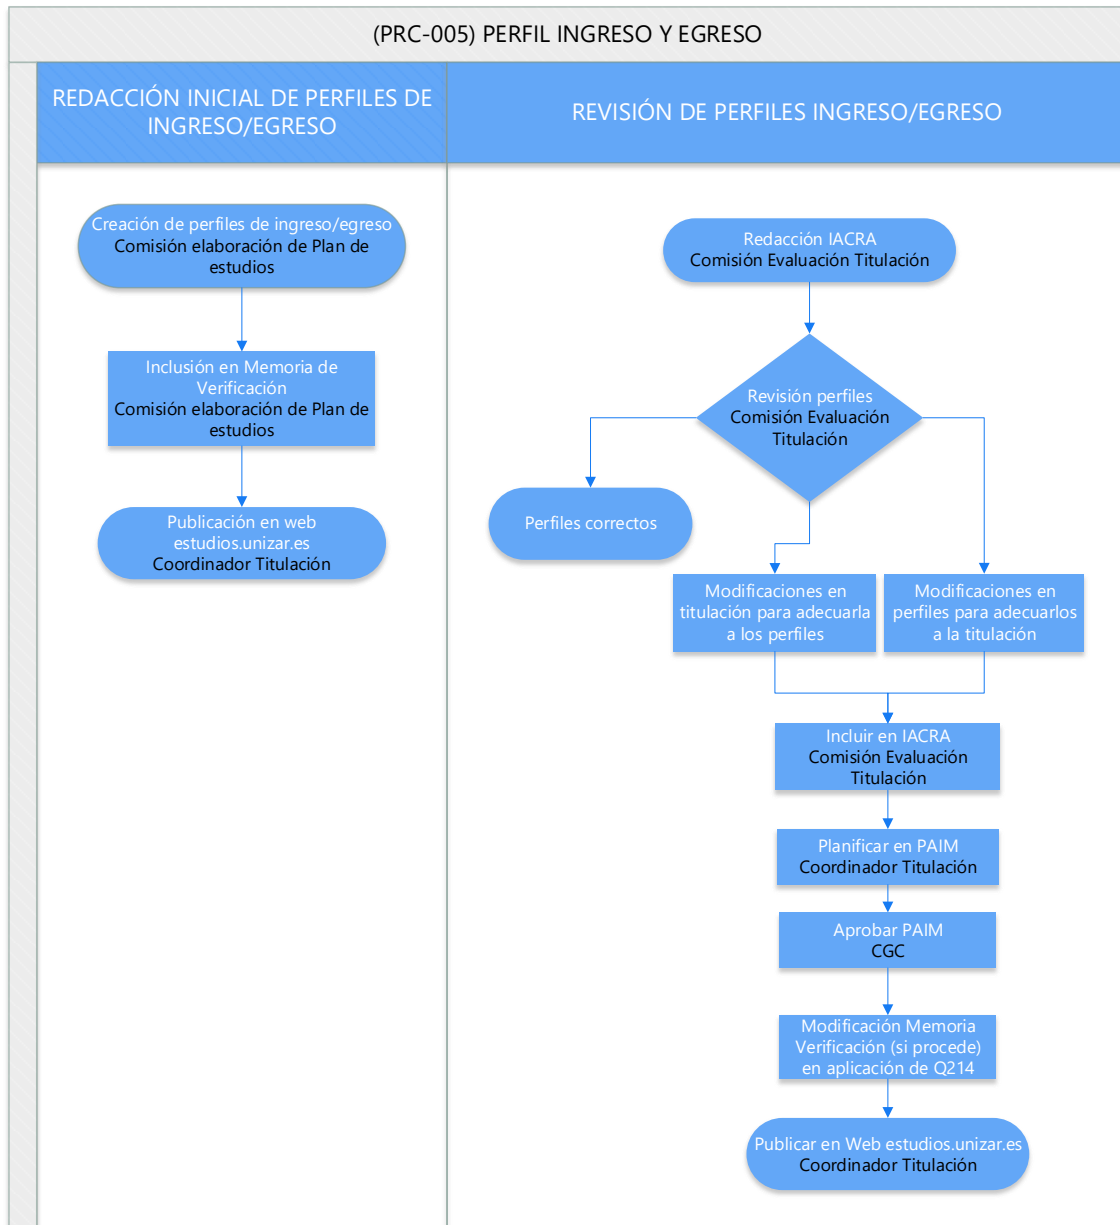 (PRC-005) PERFIL INGRESO Y EGRESO
REDACCIÓN INICIAL DE PERFILES DE
INGRESO/EGRESO
Creación de perfiles de ingreso/egreso
Comisión elaboración de Plan de
estudios
Inclusión en Memoria de
Verificación
Comisión elaboración de Plan de
estudios
Publicación en web
estudios.unizar.es
Coordinador Titulación
REVISIÓN DE PERFILES INGRESO/EGRESO
Redacción IACRA
Comisión Evaluación Titulación
Revisión perfiles
Comisión Evaluación
Titulación
Perfiles correctos
Modificaciones en
titulación para adecuarla
a los perfiles
Modificaciones en
perfiles para adecuarlos
a la titulación
Incluir en IACRA
Comisión Evaluación
Titulación
Planificar en PAIM
Coordinador Titulación
Aprobar PAIM
CGC
Modificación Memoria
Verificación (si procede)
en aplicación de Q214
Publicar en Web estudios.unizar.es
Coordinador Titulación